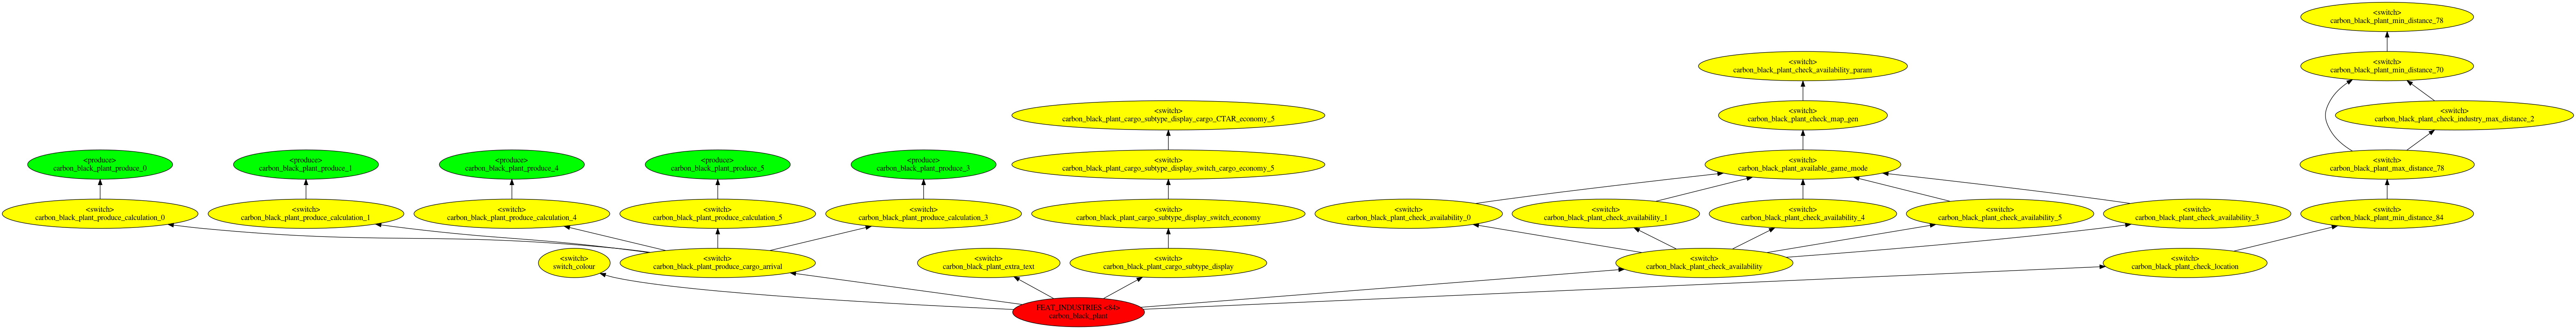 <switch>
carbon_black_plant_min_distance_78
<switch>
carbon_black_plant_check_availability_param
<switch>
carbon_black_plant_min_distance_70
<switch>
carbon_black_plant_cargo_subtype_display_cargo_CTAR_economy_5
<switch>
carbon_black_plant_check_map_gen
<switch>
carbon_black_plant_check_industry_max_distance_2
<produce>
carbon_black_plant_produce_0
<produce>
carbon_black_plant_produce_1
<produce>
carbon_black_plant_produce_4
<produce>
carbon_black_plant_produce_5
<produce>
carbon_black_plant_produce_3
<switch>
carbon_black_plant_cargo_subtype_display_switch_cargo_economy_5
<switch>
carbon_black_plant_available_game_mode
<switch>
carbon_black_plant_max_distance_78
<switch>
carbon_black_plant_produce_calculation_0
<switch>
carbon_black_plant_produce_calculation_1
<switch>
carbon_black_plant_produce_calculation_4
<switch>
carbon_black_plant_produce_calculation_5
<switch>
carbon_black_plant_produce_calculation_3
<switch>
carbon_black_plant_cargo_subtype_display_switch_economy
<switch>
carbon_black_plant_check_availability_0
<switch>
carbon_black_plant_check_availability_1
<switch>
carbon_black_plant_check_availability_4
<switch>
carbon_black_plant_check_availability_5
<switch>
carbon_black_plant_check_availability_3
<switch>
carbon_black_plant_min_distance_84
<switch>
switch_colour
<switch>
carbon_black_plant_produce_cargo_arrival
<switch>
carbon_black_plant_extra_text
<switch>
carbon_black_plant_cargo_subtype_display
<switch>
carbon_black_plant_check_availability
<switch>
carbon_black_plant_check_location
FEAT_INDUSTRIES <84>
carbon_black_plant